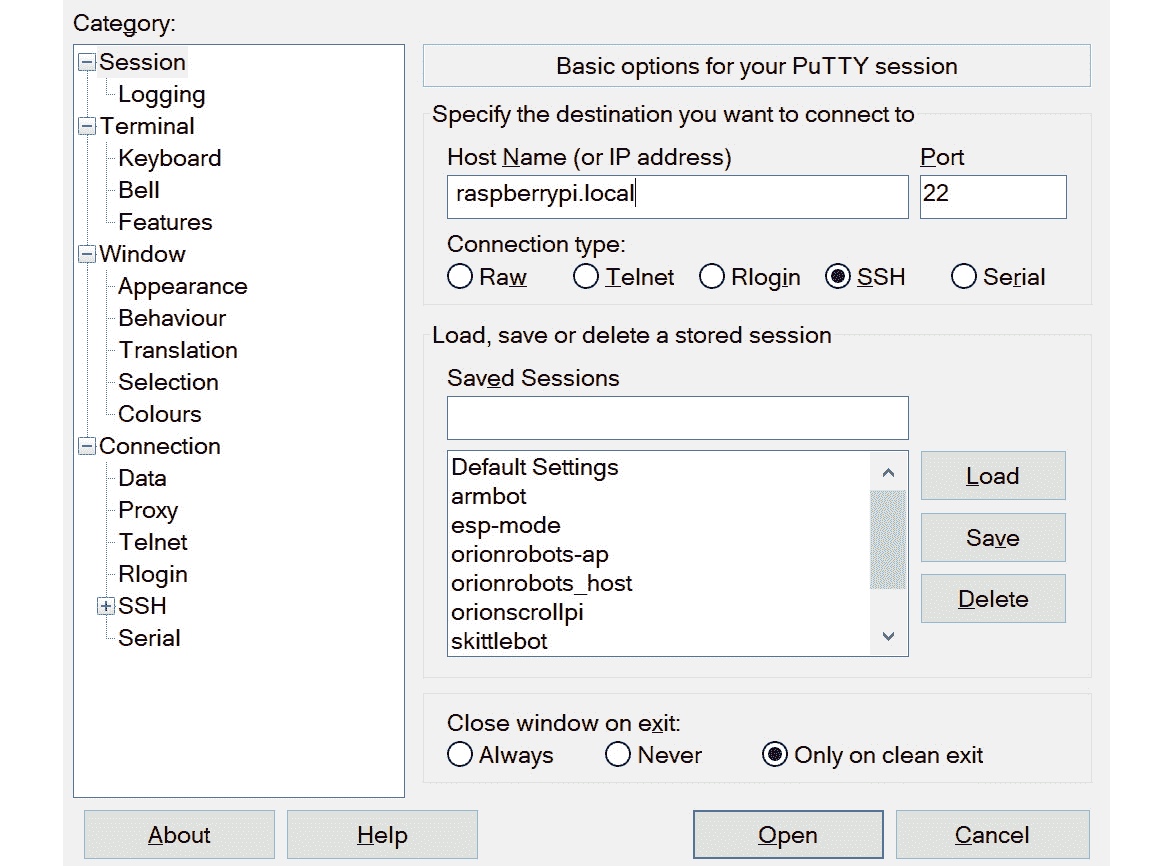 Category:
Session
Logging
Terminal
Keyboard
Bell
Features
Window
Appearance
Behaviour
Translation
Selection
Colours
Connection
Data
Proxy
Telnet
Rlogin
SSH
Serial
Basic options for your PuTTY session
Specify the destination you want to connect to
Host Name (or IP address) Port
raspberrypi.local 22
Connection type:
Raw Telnet Rlogin SSH Serial
Load, save or delete a stored session
Saved Sessions
Default Settings
armbot
esp-mode
orionrobots-ap
orionrobots_host
orionscrollpi
skittlebot
Load
Save
Delete
Close window on exit:
Always Never Only on clean exit
About Help Open Cancel